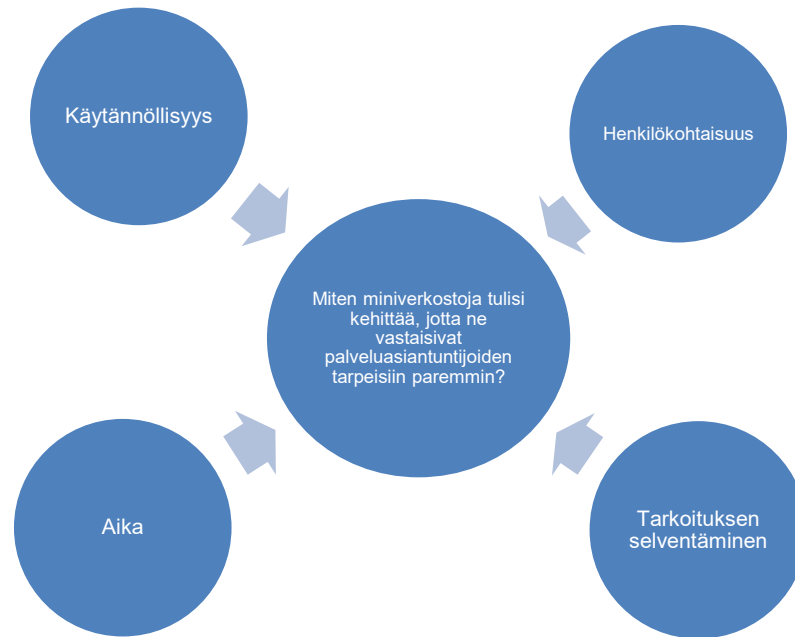 Käytännöllisyys
Henkilökohtaisuus
Miten miniverkostoja tulisi
kehittää, jotta ne
vastaisivat
palveluasiantuntijoiden
tarpeisiin paremmin?
Aika
Tarkoituksen
selventäminen